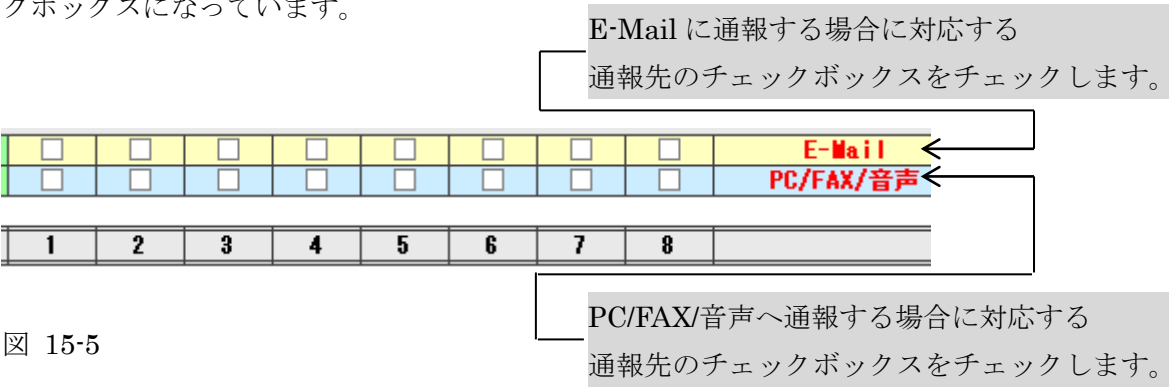 クボックスになっています。
E-Mail に通報する場合に対応する
通報先のチェックボックスをチェックします。
E-Mail
PC/FAX/音声
1 2 3 4 5 6 7 8
PC/FAX/音声へ通報する場合に対応する
通報先のチェックボックスをチェックします。
図 15-5